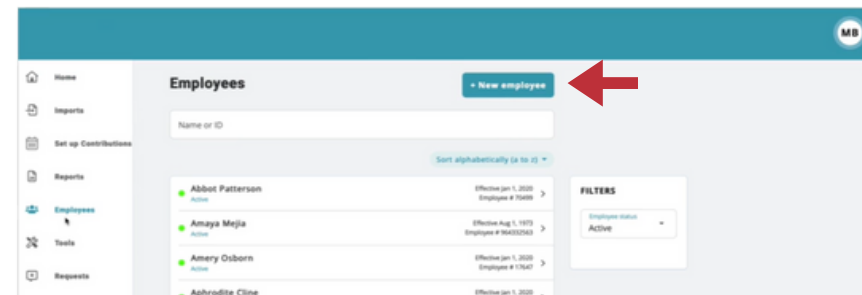 MB
Home
Imports
Set up Contributions
Reports
Employees
Tools
Requests
Employees
+ New employee
Name or ID
Sort alphabetically (a to z)
Abbot Patterson
Active
Effective Jan 1, 2020
Employee # 70499
Amaya Mejia
Active
Effective Aug 1, 1973
Employee # 964332563
Amery Osborn
Active
Effective Jan 1, 2020
Employee # 17647
Aphrodite Cline
Effective Jan 1, 2020
FILTERS
Employee status
Active